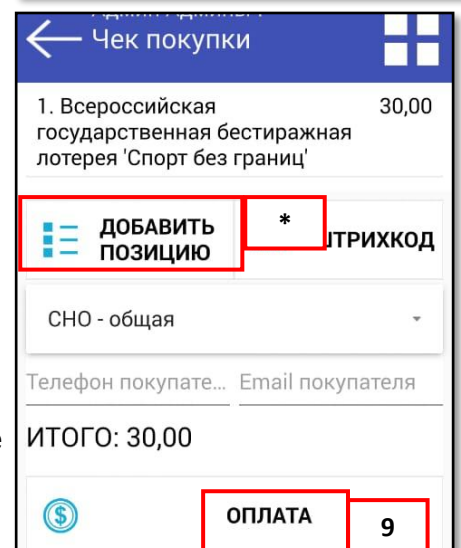 Чек покупки
1. Всероссийская 30,00
государственная бестиражная
лотерея 'Спорт без границ'
ДОБАВИТЬ * ТРИХКОД
ПОЗИЦИЮ
СНО - общая
Телефон покупате... Email покупателя
е ИТОГО: 30,00
ОПЛАТА 9